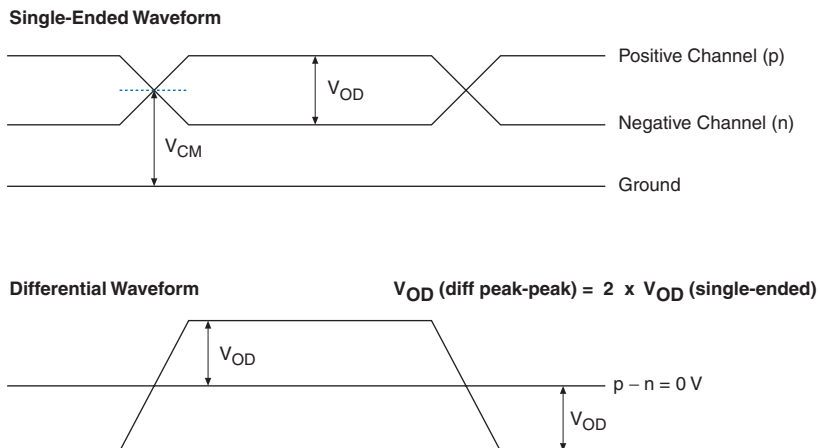 Single-Ended Waveform
Positive Channel (p)
VOD
Negative Channel (n)
VCM
Ground
Differential Waveform
VOD (diff peak-peak) = 2 x VOD (single-ended)
VOD
p – n = 0 V
VOD